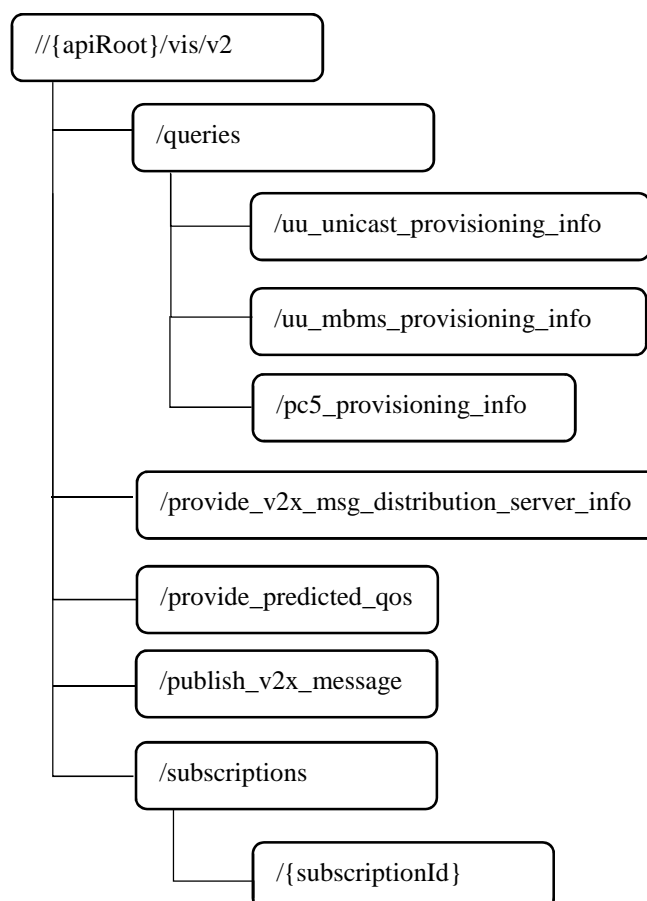 //{apiRoot}/vis/v2
/queries
/uu_unicast_provisioning_info
/uu_mbms_provisioning_info
/pc5_provisioning_info
/provide_v2x_msg_distribution_server_info
/provide_predicted_qos
/publish_v2x_message
/subscriptions
/{subscriptionId}